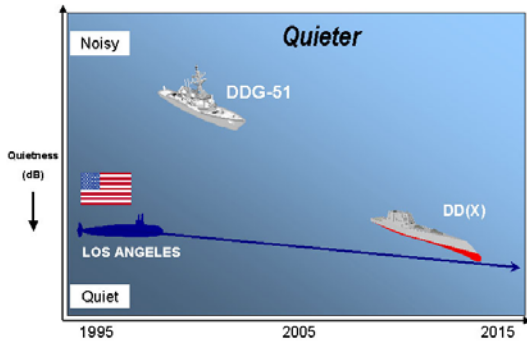 Quieter
Noisy
DDG-51
Quietness
(dB)
DD(X)
LOS ANGELES
Quiet
1995 2005 2015